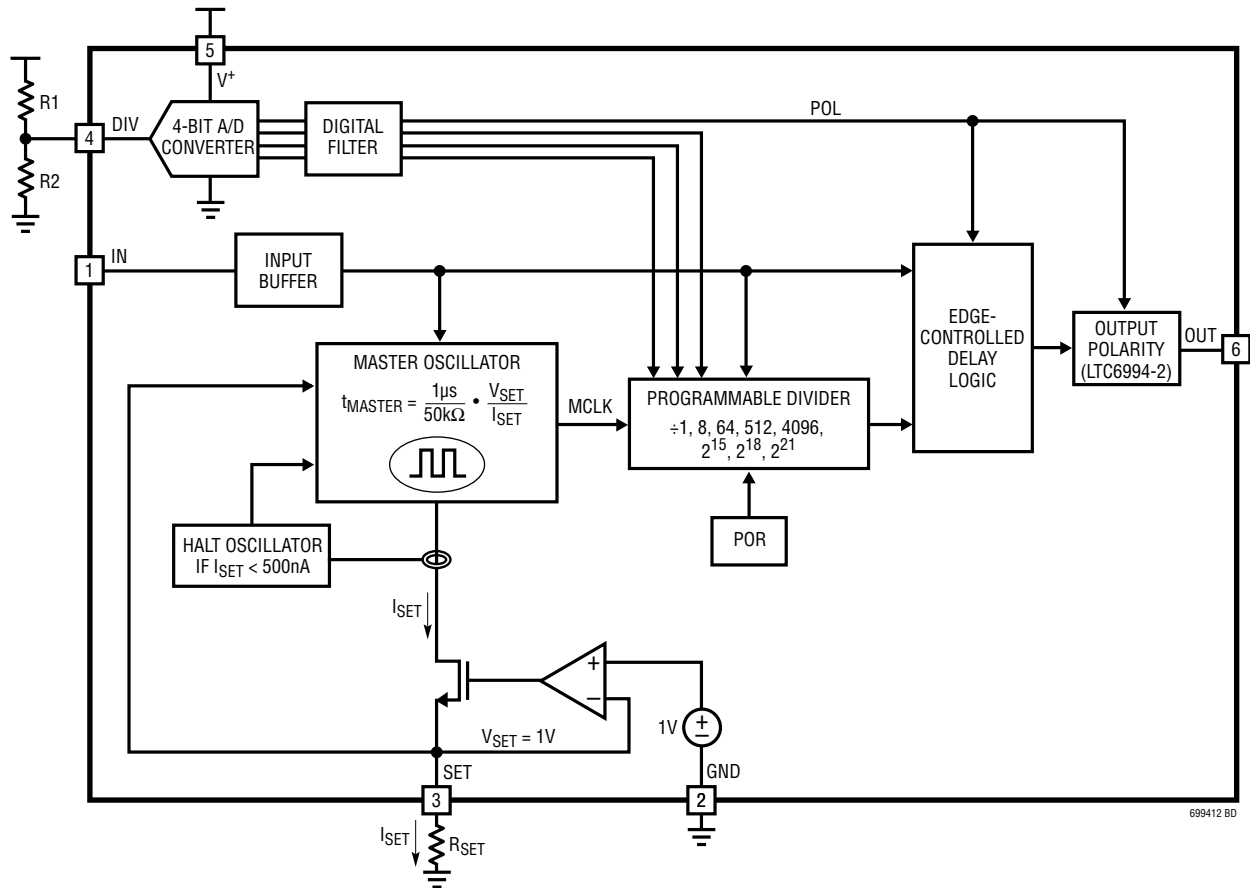 5
V+
R1
4
DIV
4-BIT A/D
CONVERTER
DIGITAL
FILTER
POL
R2
1
IN
INPUT
BUFFER
EDGE-
CONTROLLED
DELAY
LOGIC
OUTPUT
POLARITY
(LTC6994-2)
OUT
6
MASTER OSCILLATOR
tMASTER = 1µs/50kΩ • VSET/ISET
MCLK
PROGRAMMABLE DIVIDER
÷1, 8, 64, 512, 4096,
2^15, 2^18, 2^21
HALT OSCILLATOR
IF ISET < 500nA
POR
ISET
+
–
1V
+
–
VSET = 1V
SET
GND
3
2
699412 BD
ISET
RSET